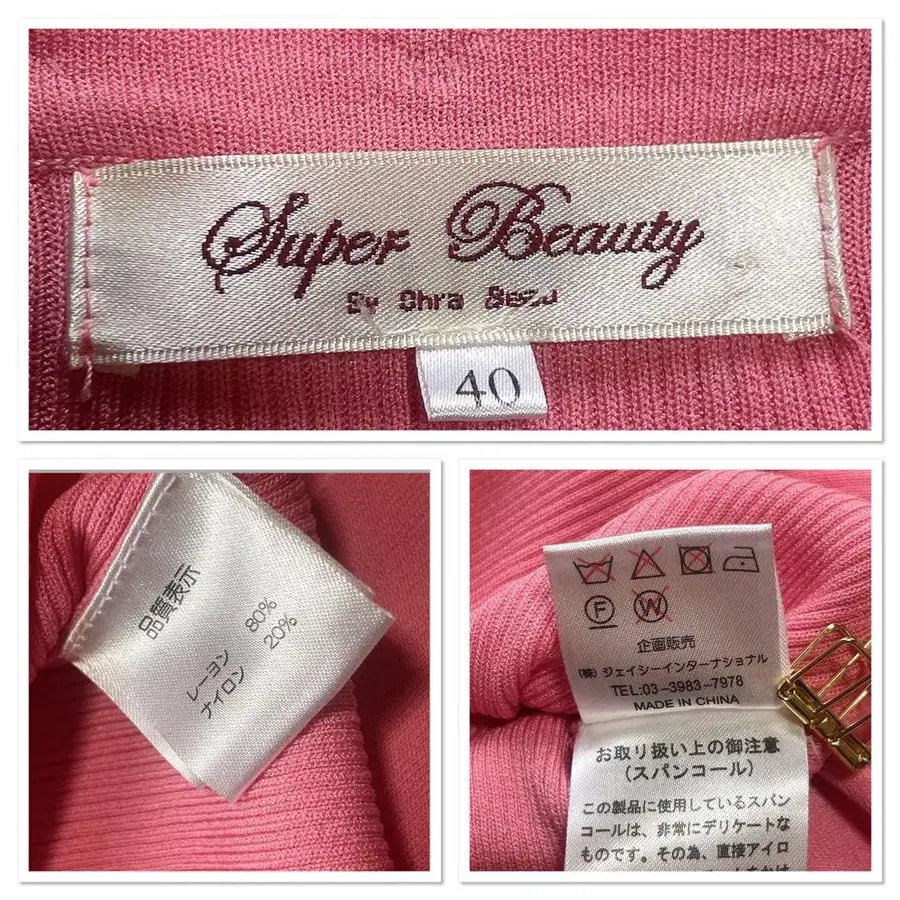 Super Beauty
By Ohra
40
品質表示
レーヨン 80%
ナイロン 20%
F W
企画販売
(株) ジェイシーインターナショナル
TEL:03-3983-7978
MADE IN CHINA
お取り扱い上の御注意
(スパンコール)
この製品に使用しているスパン
コールは、非常にデリケートな
ものです。その為、直接アイロ